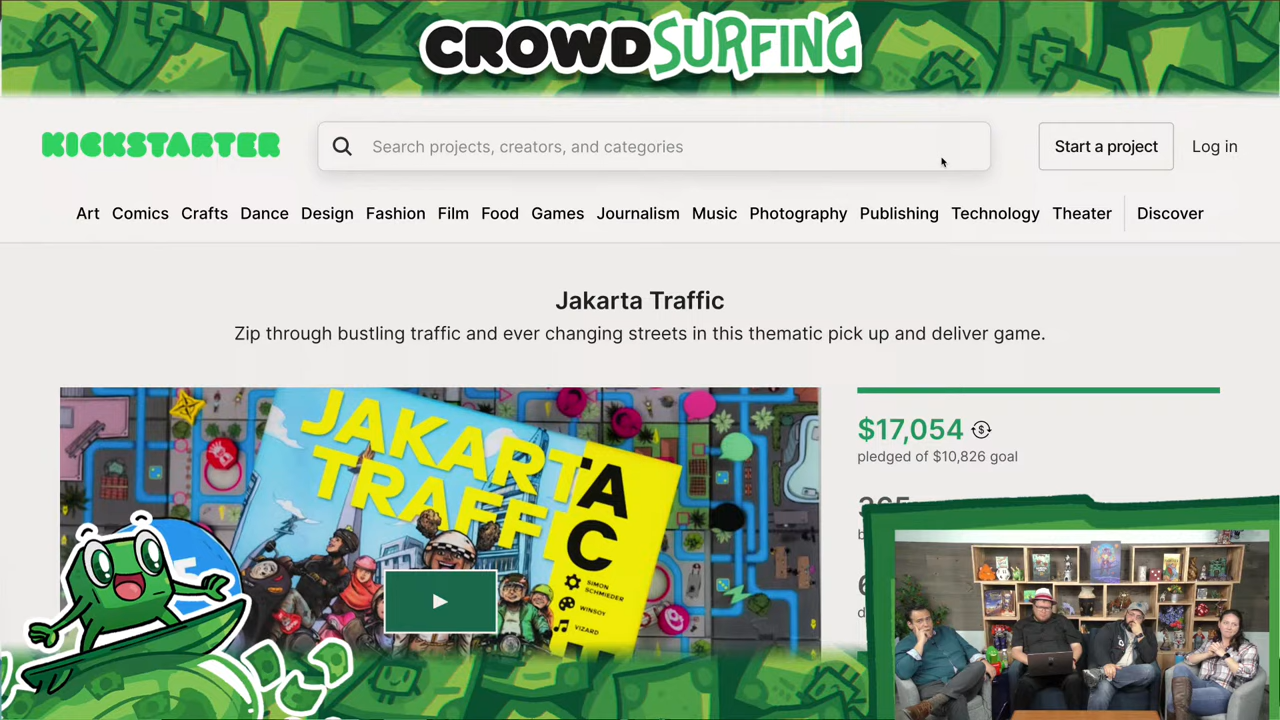 CROWDSURFING
KICKSTARTER
Search projects, creators, and categories
Start a project
Log in
Art Comics Crafts Dance Design Fashion Film Food Games Journalism Music Photography Publishing Technology Theater Discover
Jakarta Traffic
Zip through bustling traffic and ever changing streets in this thematic pick up and deliver game.
JAKARTA
TRAFFIC
TAC
SIMON
SCHMIEDER
WINSOY
VIZARD
$17,054
pledged of $10,826 goal
365